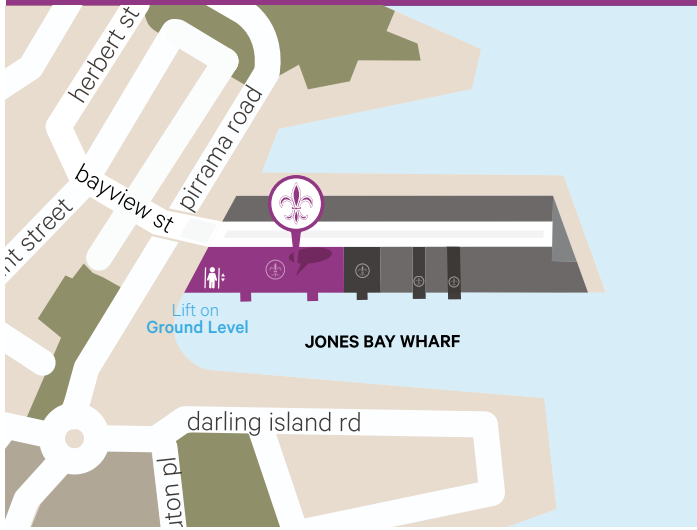 herbert st
pirrama road
bayview st
nt street
Lift on
Ground Level
JONES BAY WHARF
darling island rd
uton pl